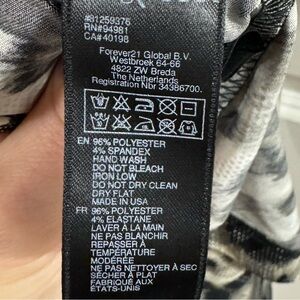 #81259376
RN#94981
CA#40198
Forever21 Global B.V.
Westbroek 64-66
4822 ZW Breda
The Netherlands
Registration Nbr 34386700.
EN 96% POLYESTER
4% SPANDEX
HAND WASH
DO NOT BLEACH
IRON LOW
DO NOT DRY CLEAN
DRY FLAT
MADE IN USA
FR 96% POLYESTER
4% ELASTANE
LAVER À LA MAIN
NE PAS BLANCHIR
REPASSER À
TEMPÉRATURE
MODÉRÉE
NE PAS NETTOYER À SEC
SÉCHER À PLAT
FABRIQUÉ AUX
ÉTATS-UNIS